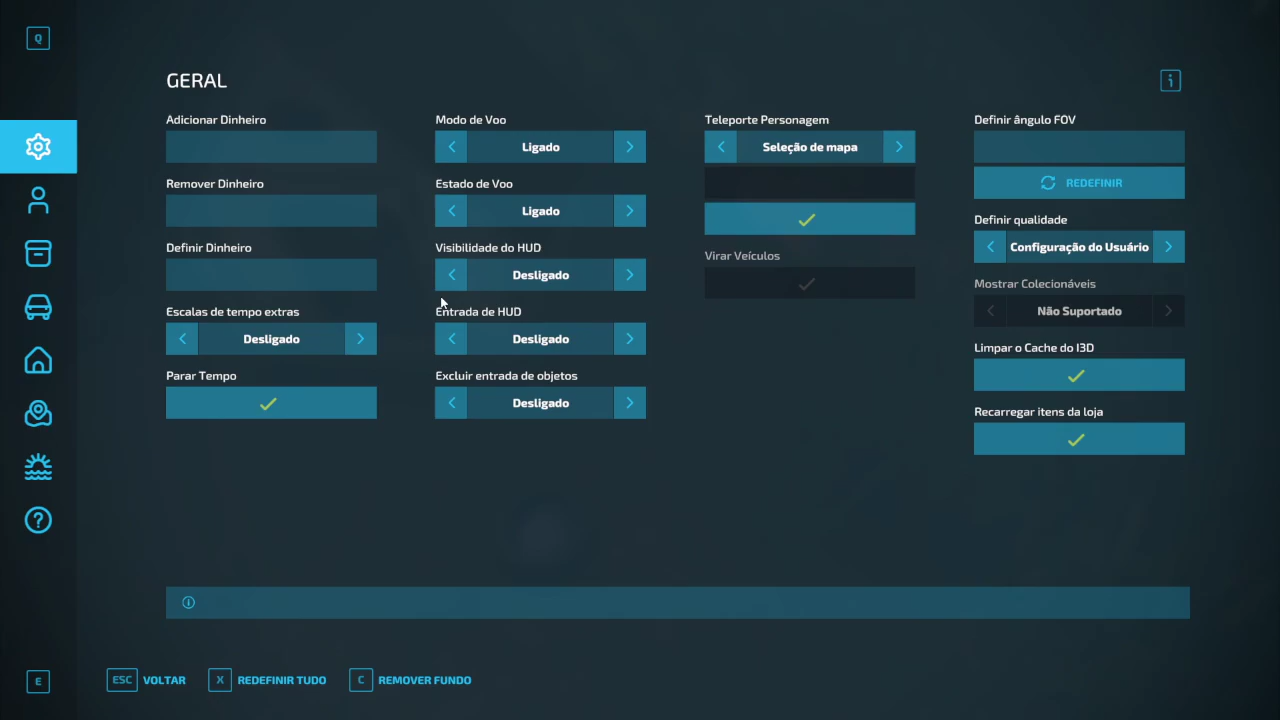 Q
GERAL
i
Adicionar Dinheiro
Remover Dinheiro
Definir Dinheiro
Escalas de tempo extras
Desligado
Parar Tempo
Modo de Voo
Ligado
Estado de Voo
Ligado
Visibilidade do HUD
Desligado
Entrada de HUD
Desligado
Excluir entrada de objetos
Desligado
Teleporte Personagem
Seleção de mapa
Virar Veículos
Definir ângulo FOV
REDEFINIR
Definir qualidade
Configuração do Usuário
Mostrar Colecionáveis
Não Suportado
Limpar o Cache do I3D
Recarregar itens da loja
E
ESC VOLTAR X REDEFINIR TUDO C REMOVER FUNDO